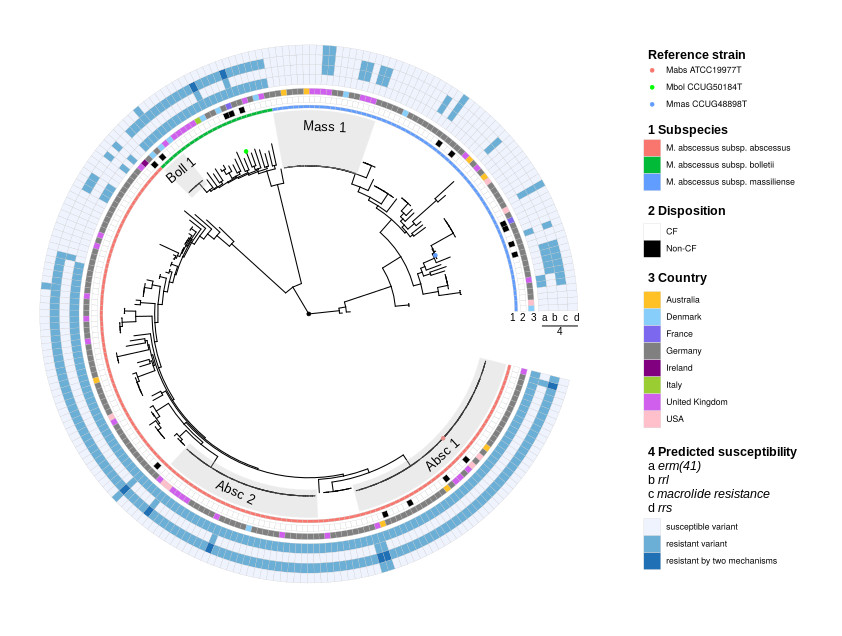 Mass 1
Boll 1
Absc 1
Absc 2
1 2 3 a b c d
4
Reference strain
Mabs ATCC19977T
Mbol CCUG50184T
Mmas CCUG48898T
1 Subspecies
M. abscessus subsp. abscessus
M. abscessus subsp. bolletii
M. abscessus subsp. massiliense
2 Disposition
CF
Non-CF
3 Country
Australia
Denmark
France
Germany
Ireland
Italy
United Kingdom
USA
4 Predicted susceptibility
a erm(41)
b rrl
c macrolide resistance
d rrs
susceptible variant
resistant variant
resistant by two mechanisms